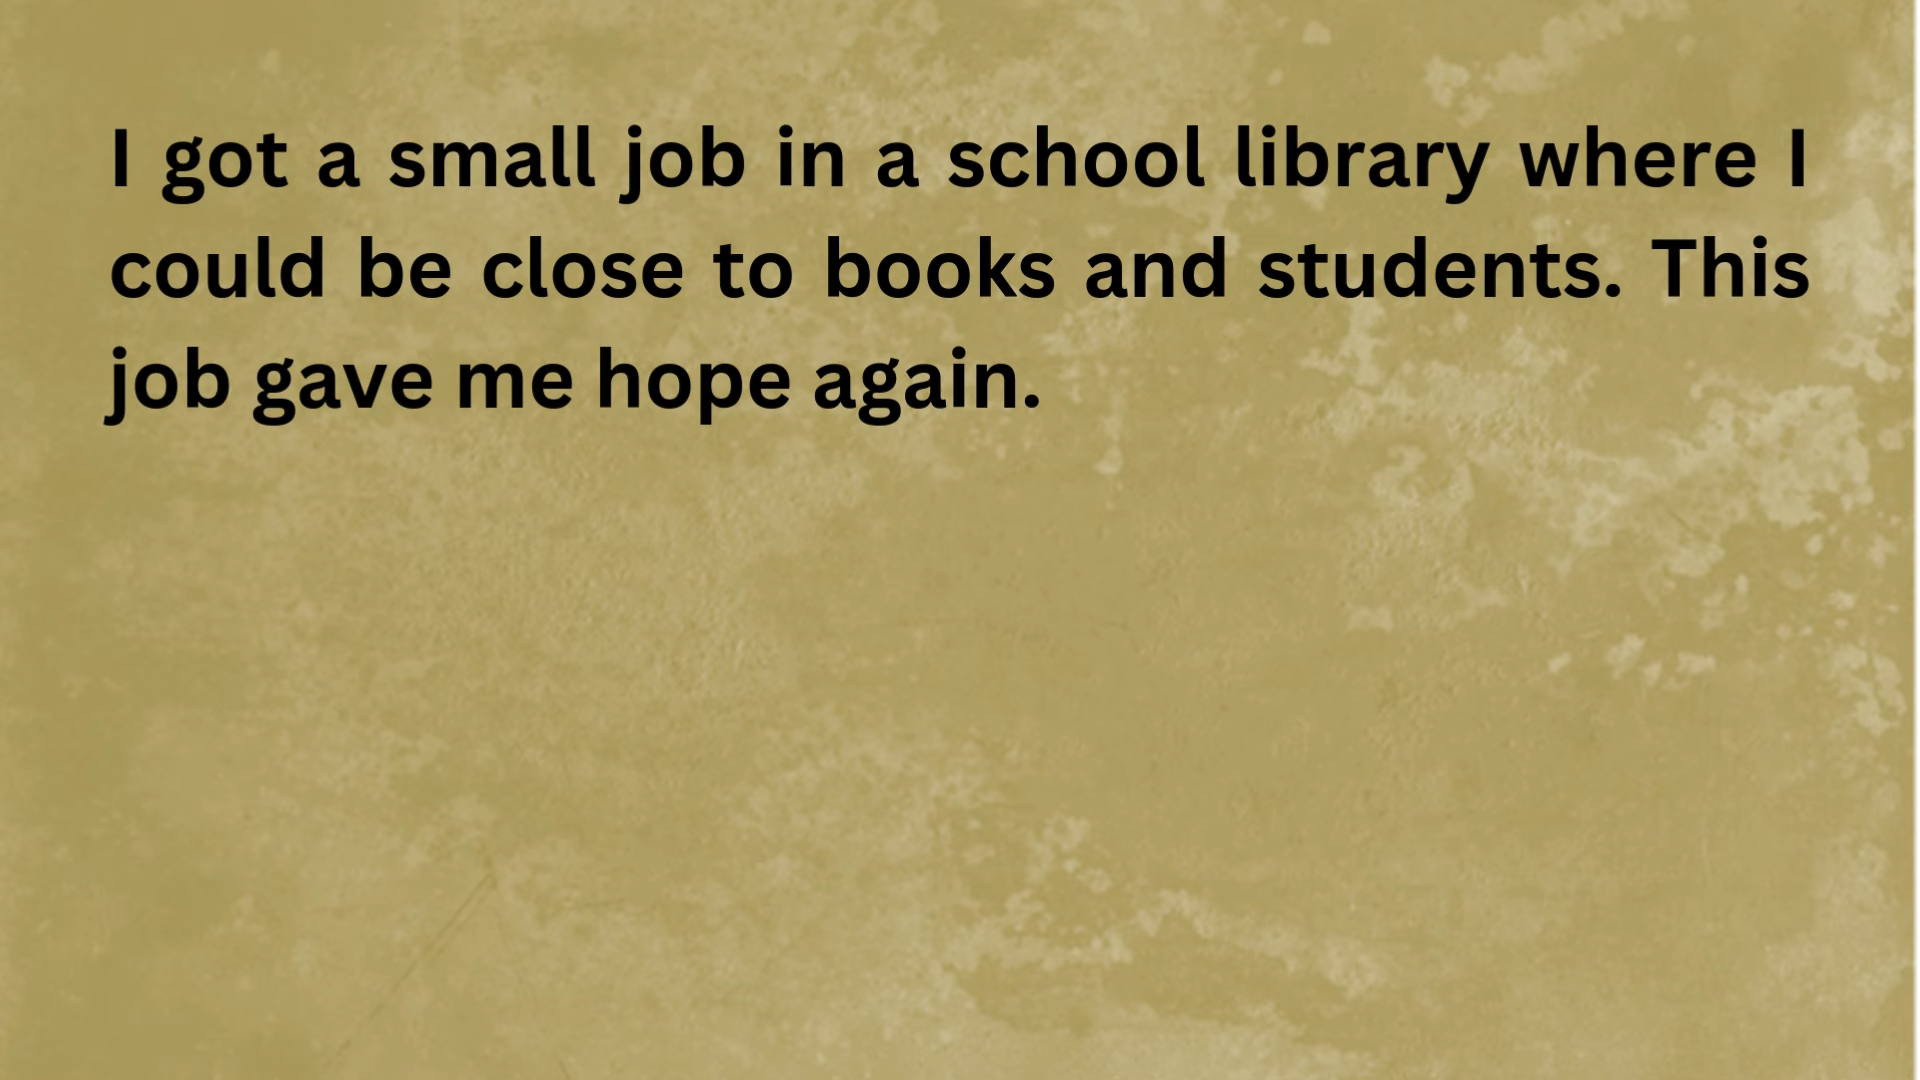 I got a small job in a school library where I
could be close to books and students. This
job gave me hope again.